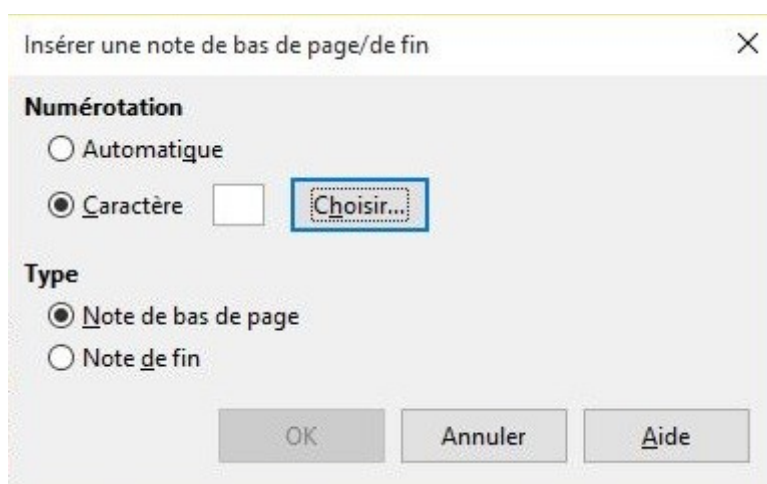 Insérer une note de bas de page/de fin
Numérotation
Automatique
Caractère Choisir...
Type
Note de bas de page
Note de fin
OK Annuler Aide